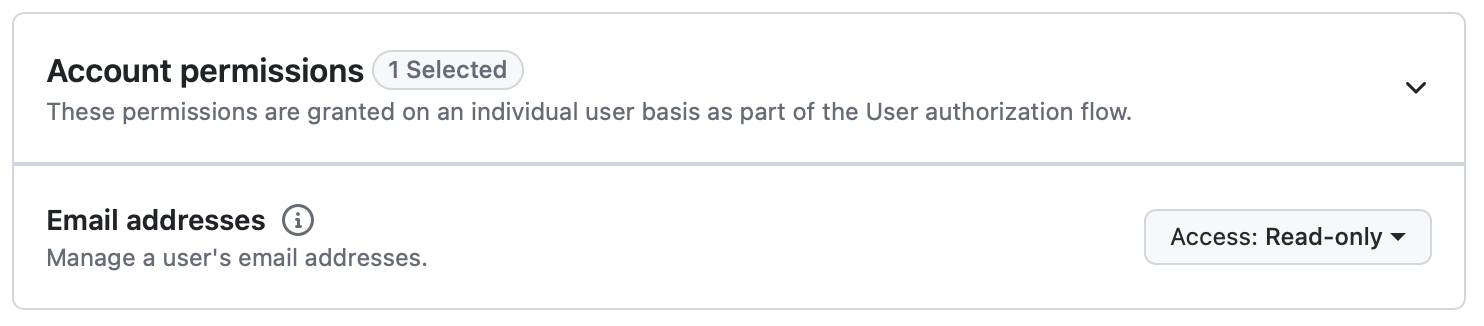 Account permissions 1 Selected
These permissions are granted on an individual user basis as part of the User authorization flow.
Email addresses
Manage a user's email addresses.
Access: Read-only